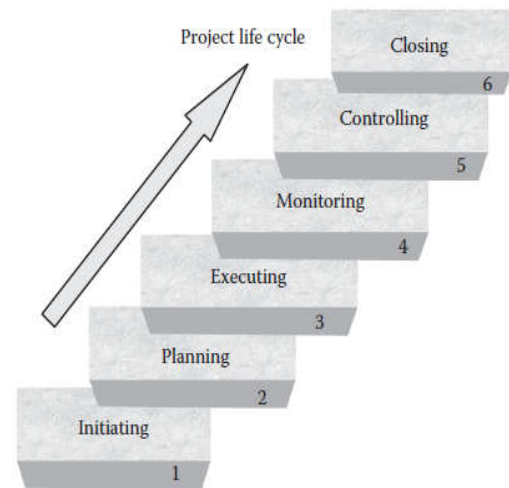 Project life cycle
Closing
6
Controlling
5
Monitoring
4
Executing
3
Planning
2
Initiating
1